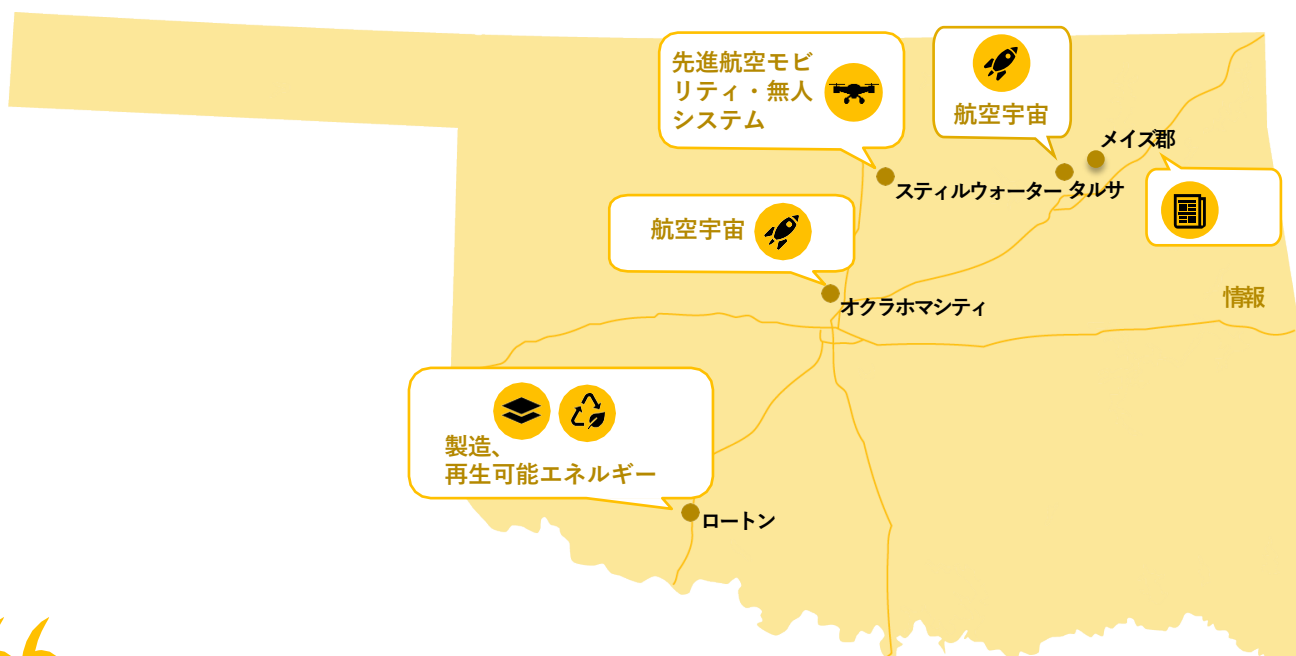 先進航空モビ
リティ・無人
システム
航空宇宙
メイズ郡
スティルウォーター
タルサ
航空宇宙
オクラホマシティ
情報
製造、
再生可能エネルギー
ロートン